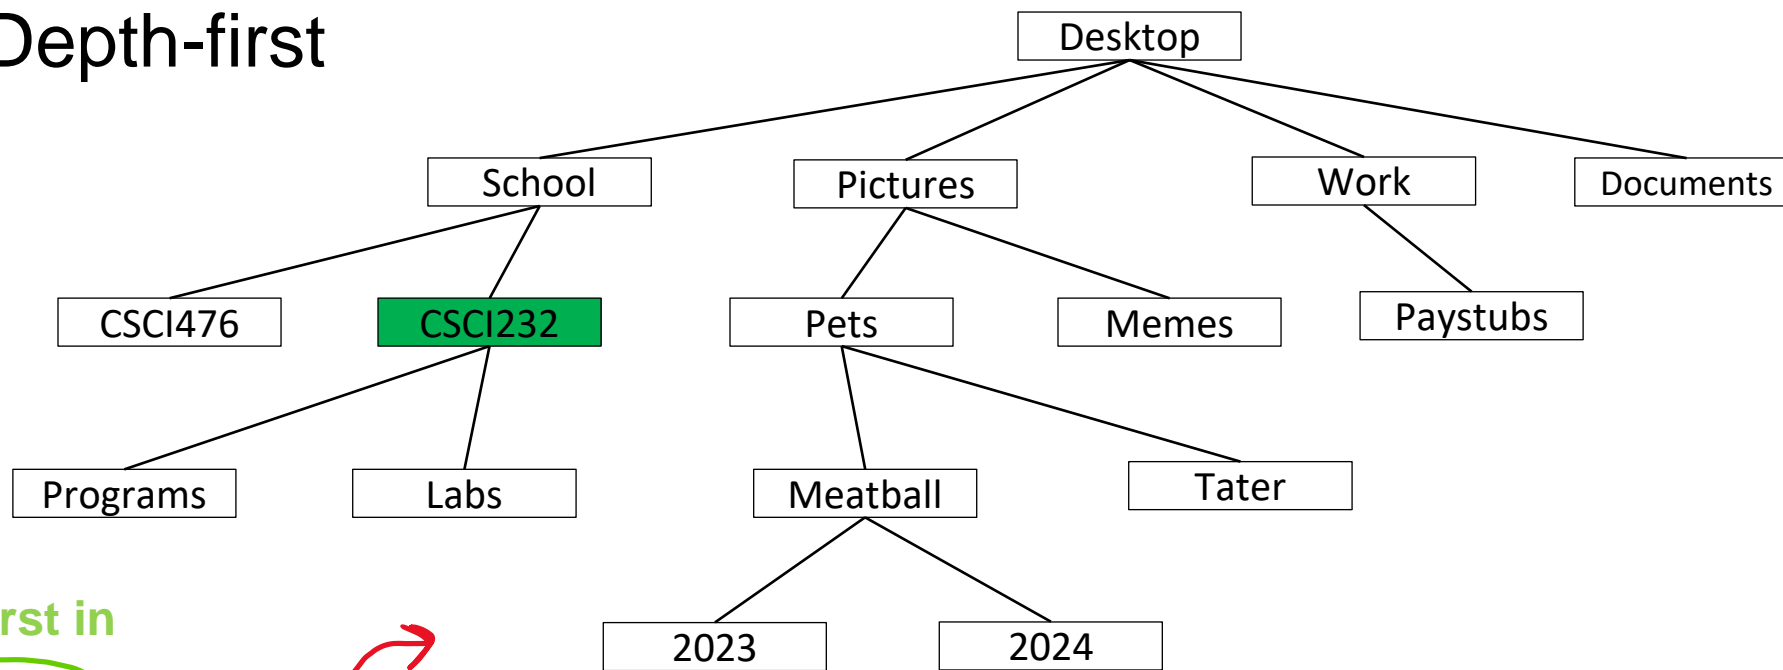 Depth-first
Desktop
School Pictures Work Documents
CSCI476 CSCI232 Pets Memes Paystubs
Programs Labs Meatball Tater
rst in
2023 2024